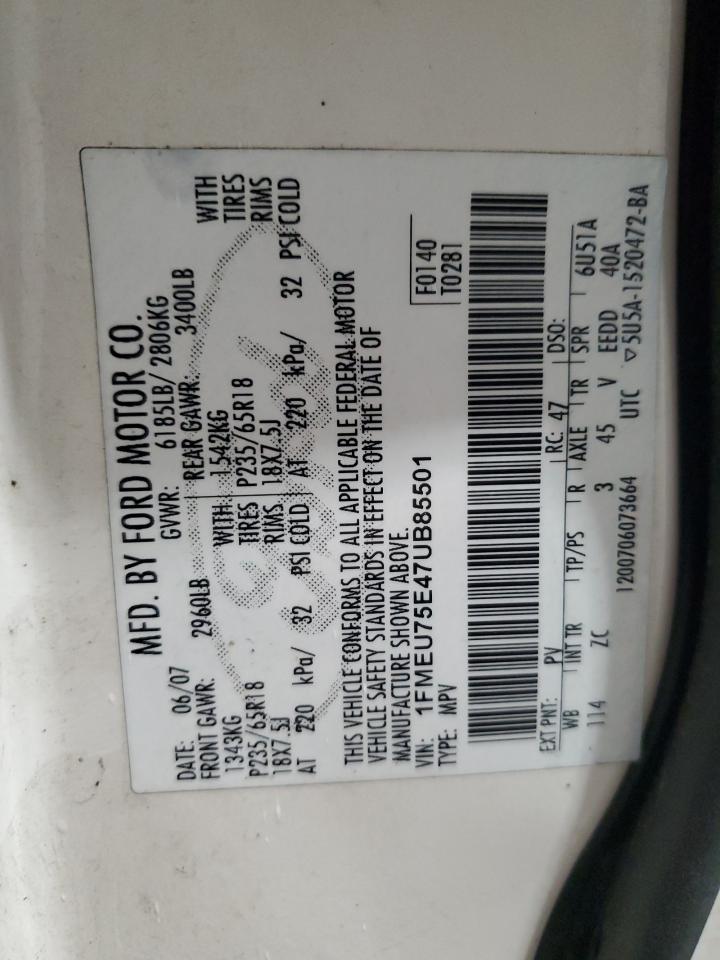 MFD. BY FORD MOTOR CO.
DATE: 06/07 GVWR: 6185LB/ 2806KG
FRONT GAWR: 2960LB REAR GAWR: 3400LB
1343KG WITH 1542KG WITH
P235/65R18 TIRES P235/65R18 TIRES
18X7.5J RIMS 18X7.5J RIMS
AT 220 kPa/ 32 PSI COLD AT 220 kPa/ 32 PSI COLD
THIS VEHICLE CONFORMS TO ALL APPLICABLE FEDERAL MOTOR
VEHICLE SAFETY STANDARDS IN EFFECT ON THE DATE OF
MANUFACTURE SHOWN ABOVE.
VIN: 1FMEU75E47UB85501
TYPE: MPV
F0140
T0281
EXT PNT: PV RC: 47 DSO:
WB INT TR TP/PS R AXLE TR SPR 6U51A
114 ZC 3 45 V EEDD 40A
1200706073664 UTC ▽5U5A-1520472-BA